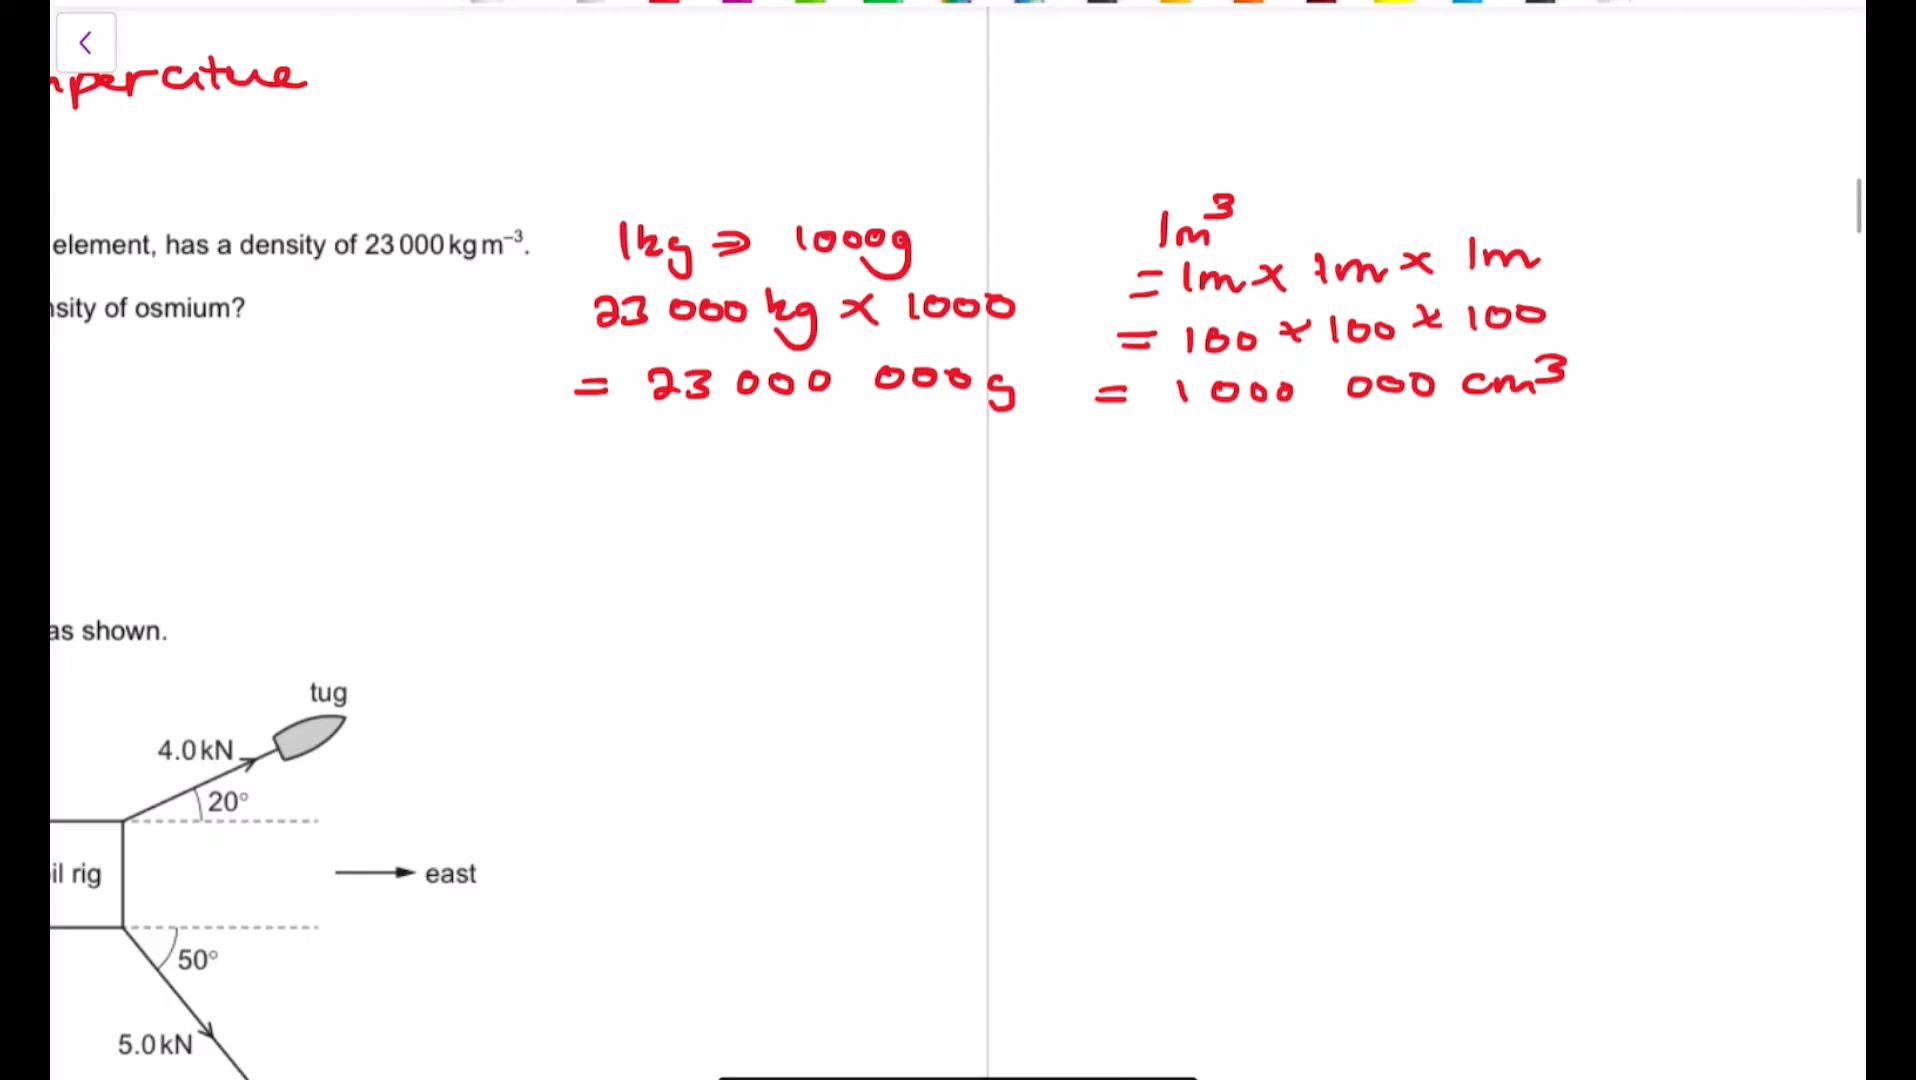 perature
element, has a density of 23 000 kg m⁻³.
sity of osmium?
1kg ⇒ 1000g
23 000 kg x 1000
= 23 000 000g
1m³
= 1m x 1m x 1m
= 100 x 100 x 100
= 1 000 000 cm³
as shown.
tug
4.0 kN
20°
il rig
east
50°
5.0 kN